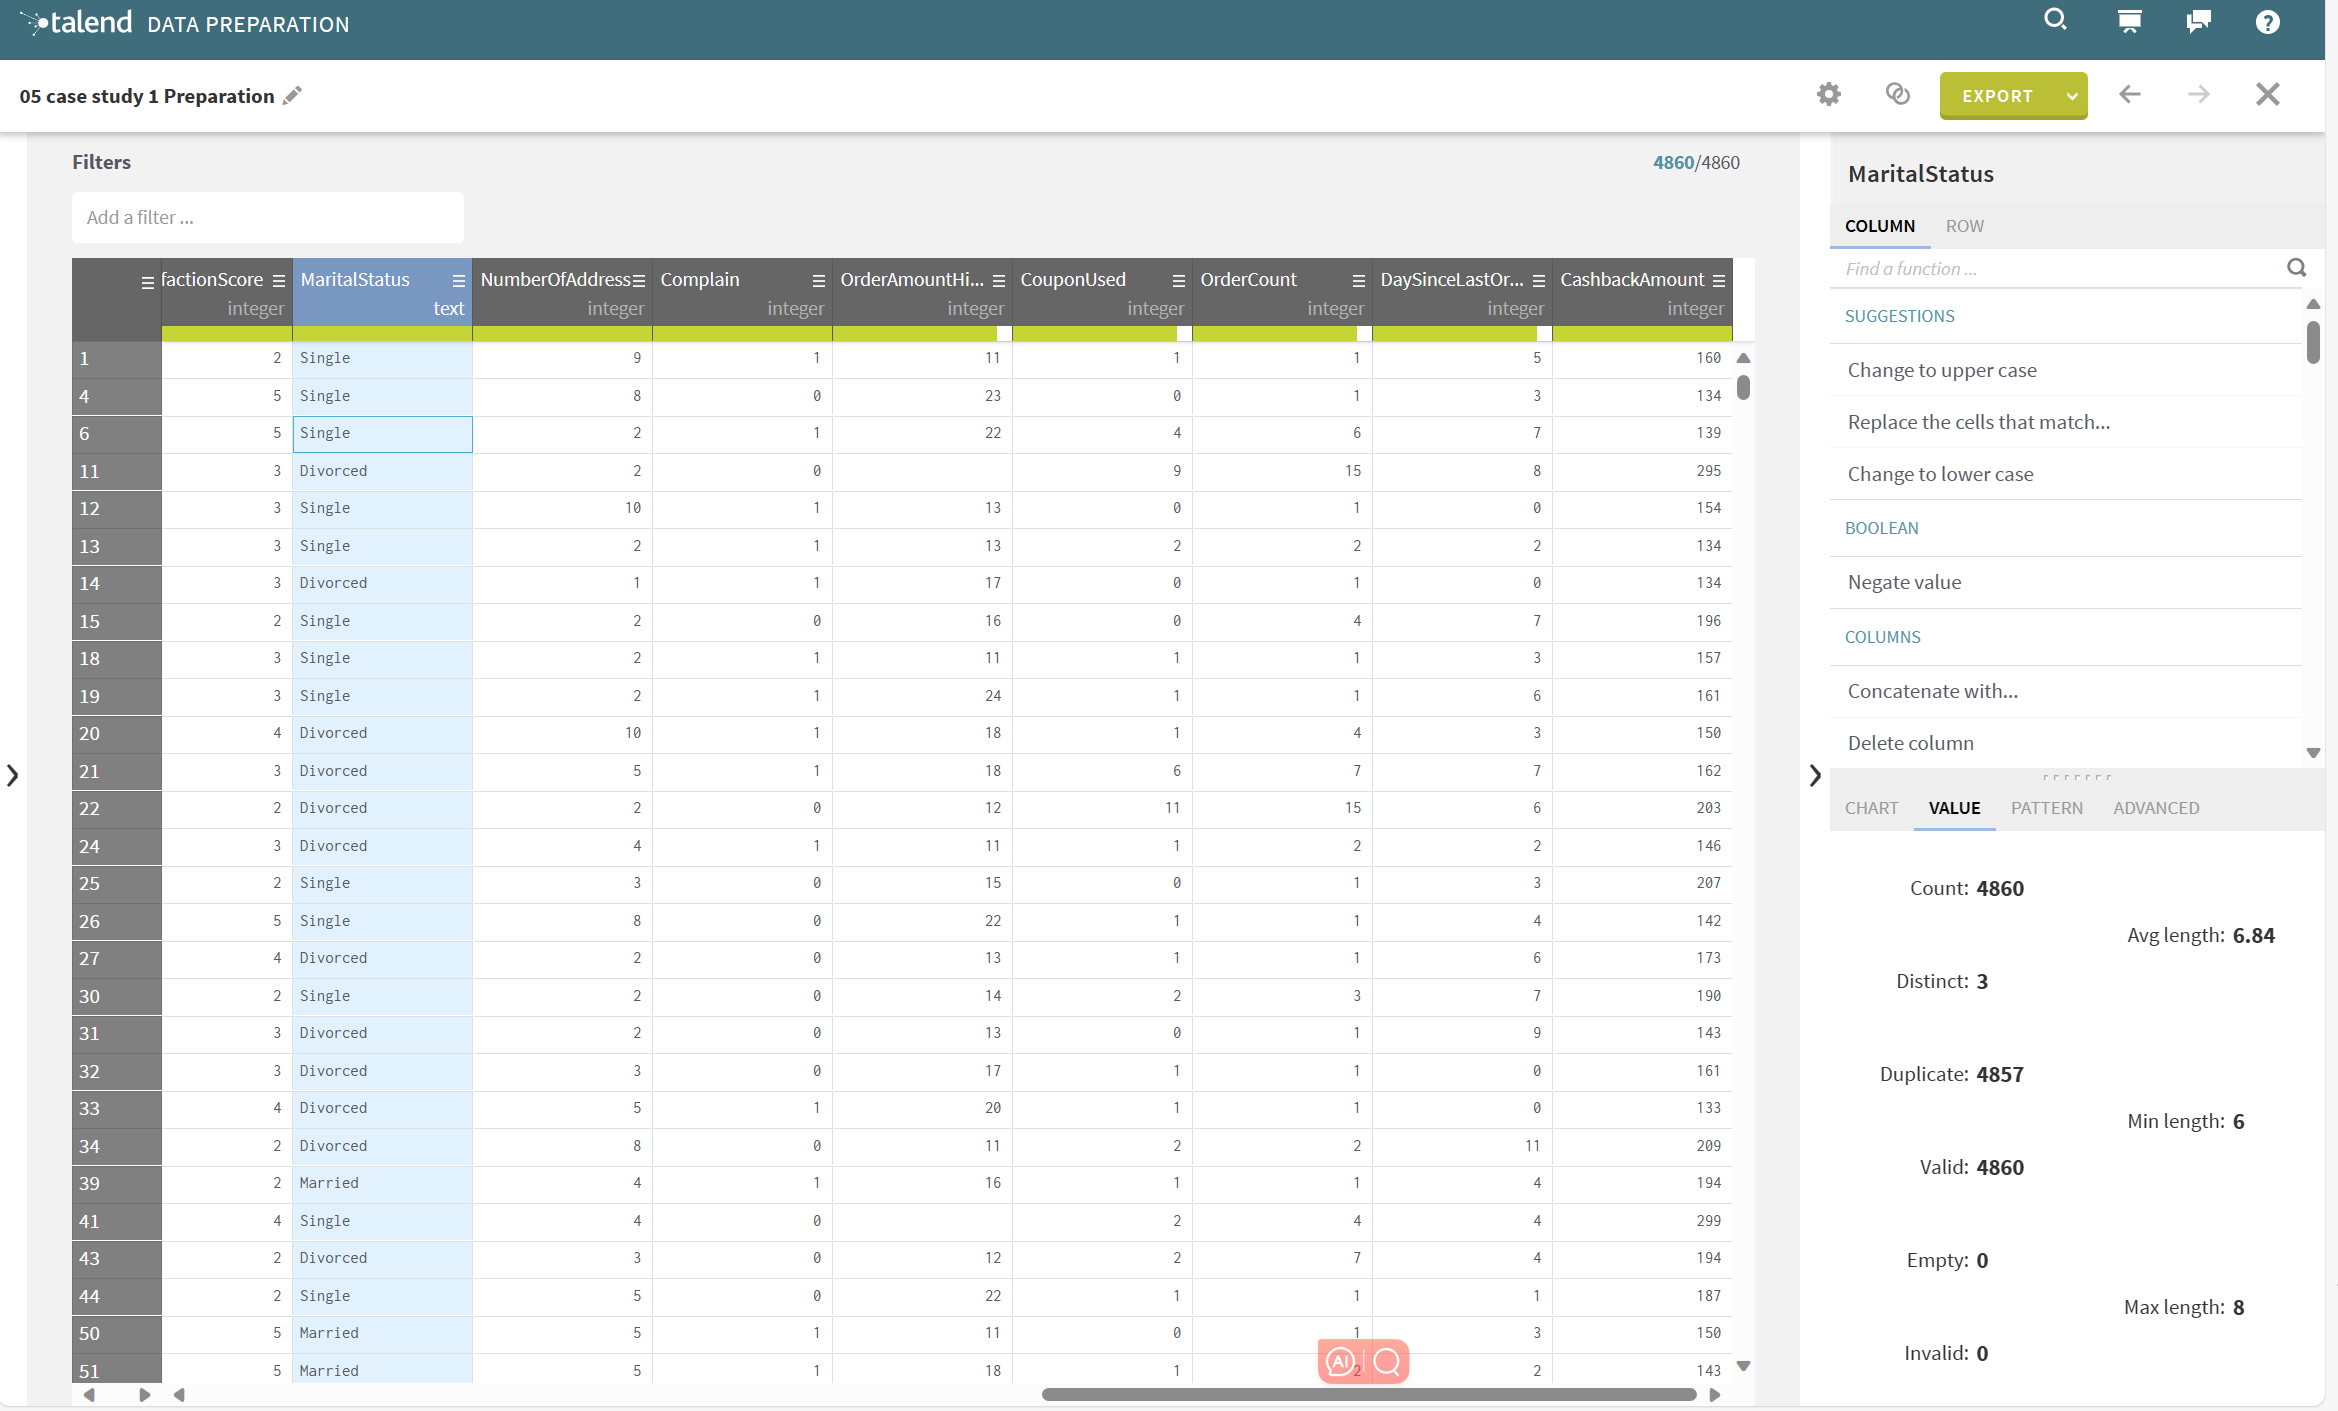 talend DATA PREPARATION
05 case study 1 Preparation
EXPORT
Filters
4860/4860
Add a filter ...
factionScore MaritalStatus NumberOfAddress Complain OrderAmountHi... CouponUsed OrderCount DaySinceLastOr... CashbackAmount
integer text integer integer integer integer integer integer integer
1 2 Single 9 1 11 1 1 5 160
4 5 Single 8 0 23 0 1 3 134
6 5 Single 2 1 22 4 6 7 139
11 3 Divorced 2 0 9 15 8 295
12 3 Single 10 1 13 0 1 0 154
13 3 Single 2 1 13 2 2 2 134
14 3 Divorced 1 1 17 0 1 0 134
15 2 Single 2 0 16 0 4 7 196
18 3 Single 2 1 11 1 1 3 157
19 3 Single 2 1 24 1 1 6 161
20 4 Divorced 10 1 18 1 4 3 150
21 3 Divorced 5 1 18 6 7 7 162
22 2 Divorced 2 0 12 11 15 6 203
24 3 Divorced 4 1 11 1 2 2 146
25 2 Single 3 0 15 0 1 3 207
26 5 Single 8 0 22 1 1 4 142
27 4 Divorced 2 0 13 1 1 6 173
30 2 Single 2 0 14 2 3 7 190
31 3 Divorced 2 0 13 0 1 9 143
32 3 Divorced 3 0 17 1 1 0 161
33 4 Divorced 5 1 20 1 1 0 133
34 2 Divorced 8 0 11 2 2 11 209
39 2 Married 4 1 16 1 1 4 194
41 4 Single 4 0 2 4 4 299
43 2 Divorced 3 0 12 2 7 4 194
44 2 Single 5 0 22 1 1 1 187
50 5 Married 5 1 11 0 1 3 150
51 5 Married 5 1 18 1 2 2 143
AI
MaritalStatus
COLUMN ROW
Find a function ...
SUGGESTIONS
Change to upper case
Replace the cells that match...
Change to lower case
BOOLEAN
Negate value
COLUMNS
Concatenate with...
Delete column
CHART VALUE PATTERN ADVANCED
Count: 4860
Avg length: 6.84
Distinct: 3
Duplicate: 4857
Min length: 6
Valid: 4860
Empty: 0
Max length: 8
Invalid: 0